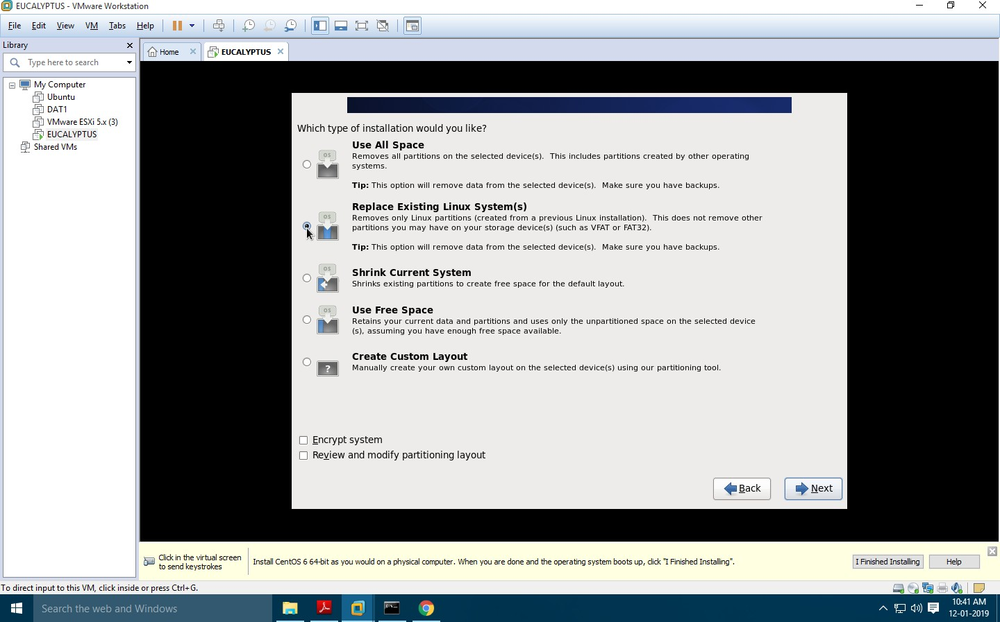 EUCALYPTUS - VMware Workstation
File Edit View VM Tabs Help
Library
Type here to search
Home
EUCALYPTUS
My Computer
Ubuntu
DAT1
VMware ESXi 5.x (3)
EUCALYPTUS
Shared VMs
Which type of installation would you like?
OS
Use All Space
Removes all partitions on the selected device(s).  This includes partitions created by other operating
systems.
Tip: This option will remove data from the selected device(s).  Make sure you have backups.
OS
Replace Existing Linux System(s)
Removes only Linux partitions (created from a previous Linux installation).  This does not remove other
partitions you may have on your storage device(s) (such as VFAT or FAT32).
Tip: This option will remove data from the selected device(s).  Make sure you have backups.
OS
Shrink Current System
Shrinks existing partitions to create free space for the default layout.
OS
Use Free Space
Retains your current data and partitions and uses only the unpartitioned space on the selected device
(s), assuming you have enough free space available.
?
Create Custom Layout
Manually create your own custom layout on the selected device(s) using our partitioning tool.
Encrypt system
Review and modify partitioning layout
Back
Next
Click in the virtual screen
to send keystrokes
Install CentOS 6 64-bit as you would on a physical computer. When you are done and the operating system boots up, click "I Finished Installing".
I Finished Installing
Help
To direct input to this VM, click inside or press Ctrl+G.
Search the web and Windows
10:41 AM
12-01-2019